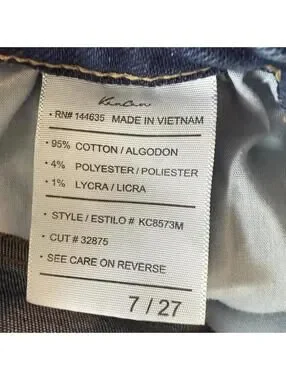 KanCan
• RN# 144635 MADE IN VIETNAM
• 95% COTTON / ALGODON
• 4% POLYESTER / POLIESTER
• 1% LYCRA / LICRA
• STYLE / ESTILO # KC8573M
• CUT # 32875
• SEE CARE ON REVERSE
7 / 27